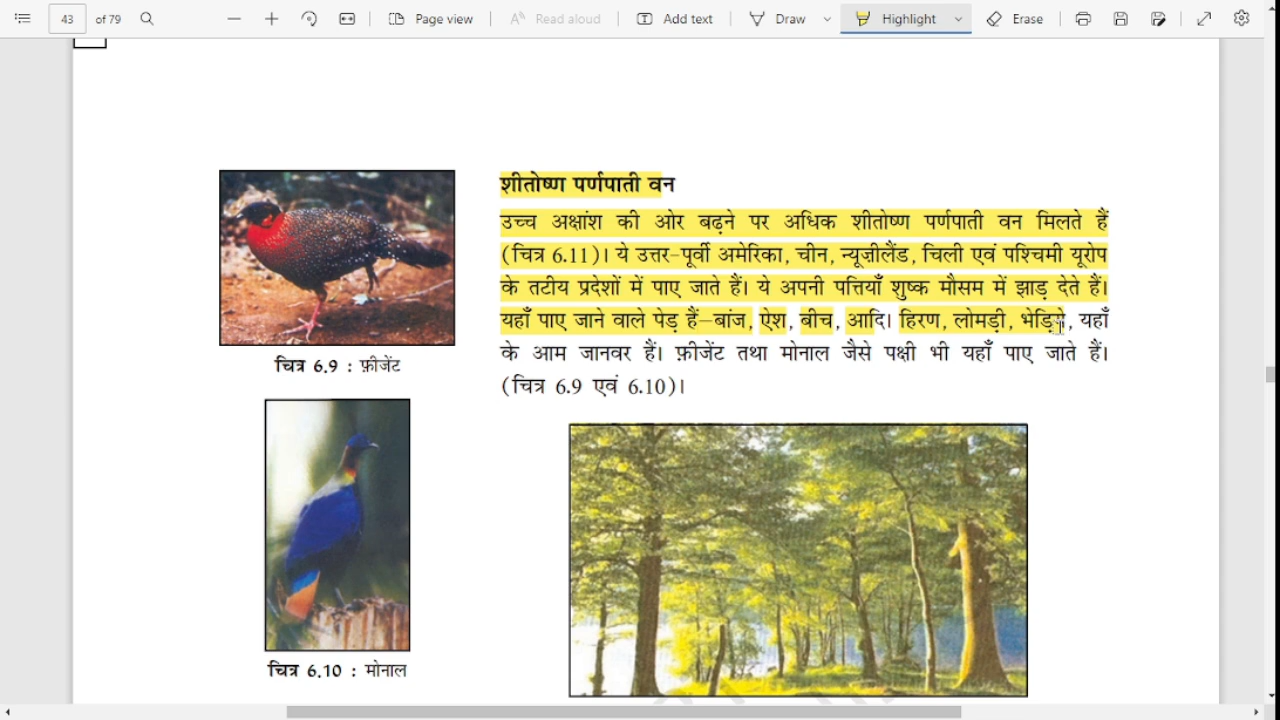 43 of 79 Page view Read aloud Add text Draw Highlight Erase
शीतोष्ण पर्णपाती वन
उच्च अक्षांश की ओर बढ़ने पर अधिक शीतोष्ण पर्णपाती वन मिलते हैं
(चित्र 6.11)। ये उत्तर-पूर्वी अमेरिका, चीन, न्यूज़ीलैंड, चिली एवं पश्चिमी यूरोप
के तटीय प्रदेशों में पाए जाते हैं। ये अपनी पत्तियाँ शुष्क मौसम में झाड़ देते हैं।
यहाँ पाए जाने वाले पेड़ हैं–बांज, ऐश, बीच, आदि। हिरण, लोमड़ी, भेड़िये, यहाँ
के आम जानवर हैं। फ़ीजेंट तथा मोनाल जैसे पक्षी भी यहाँ पाए जाते हैं।
(चित्र 6.9 एवं 6.10)।
चित्र 6.9 : फ़ीजेंट
चित्र 6.10 : मोनाल